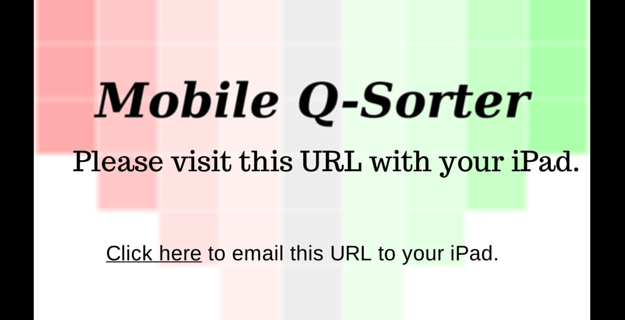 Mobile Q-Sorter
Please visit this URL with your iPad.
Click here to email this URL to your iPad.